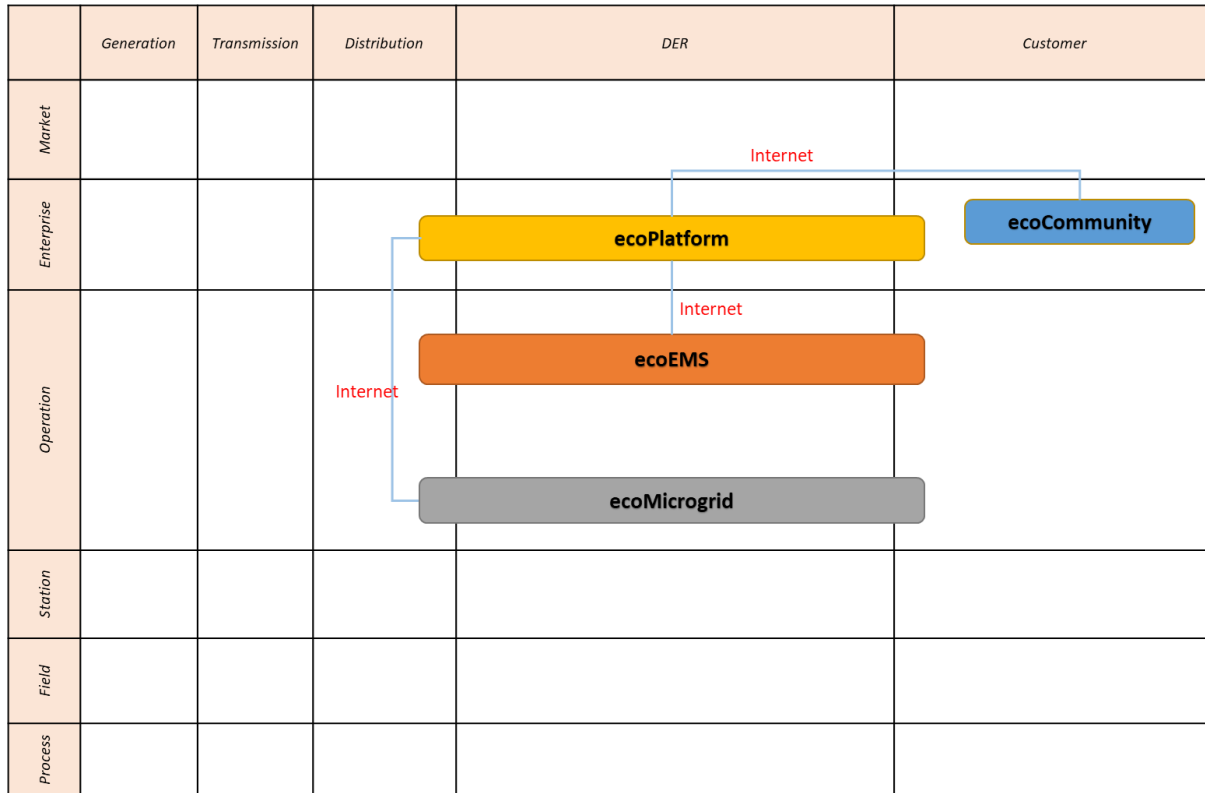 Generation
Transmission
Distribution
DER
Customer
Market
Internet
Enterprise
ecoPlatform
ecoCommunity
Internet
Operation
ecoEMS
Internet
ecoMicrogrid
Station
Field
Process